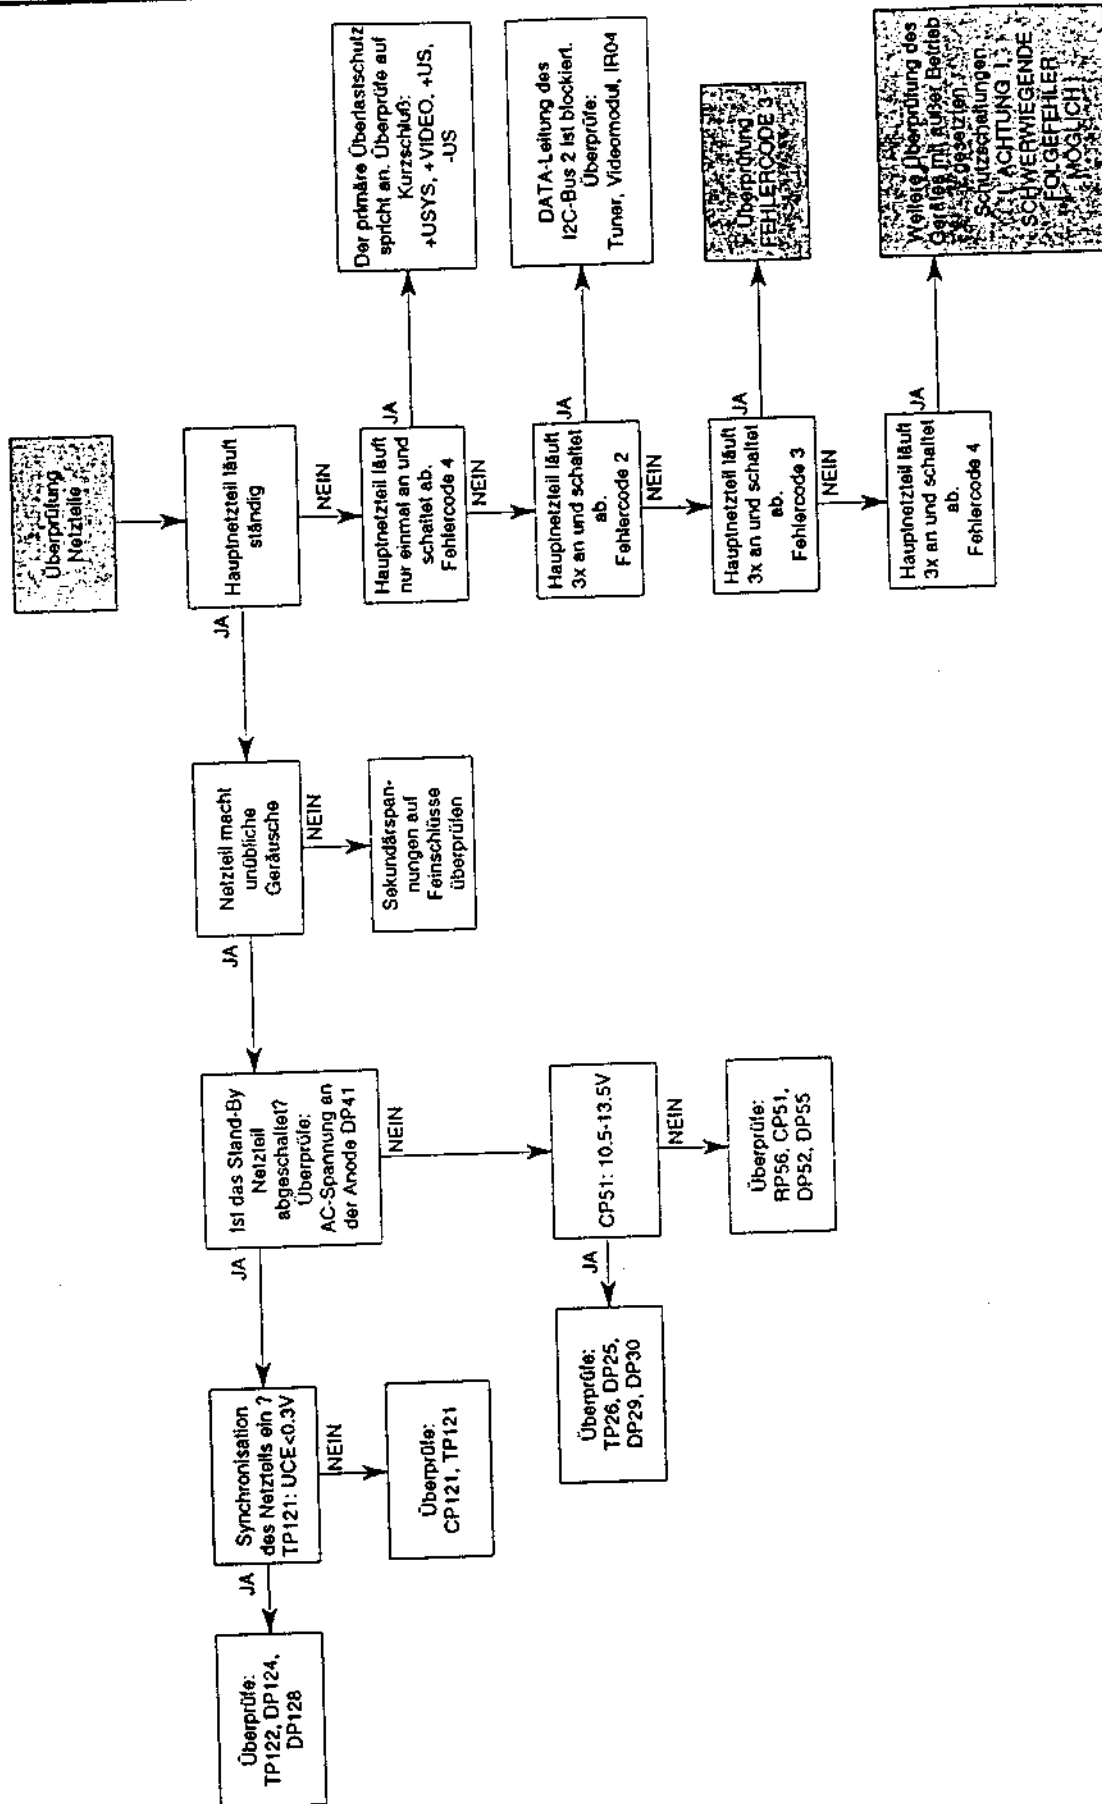 Überprüfung
Netzteile
Hauptnetzteil läuft
ständig
JA
NEIN
Netzteil macht
unübliche
Geräusche
JA
NEIN
Sekundärspan-
nungen auf
Feinschlüsse
überprüfen
Ist das Stand-By
Netzteil
abgeschaltet?
Überprüfe:
AC-Spannung an
der Anode DP41
JA
NEIN
Synchronisation
des Netzteils ein ?
TP121: UCE<0.3V
JA
NEIN
Überprüfe:
TP122, DP124,
DP128
Überprüfe:
CP121, TP121
CP51: 10.5-13.5V
JA
NEIN
Überprüfe:
TP26, DP25,
DP29, DP30
Überprüfe:
RP56, CP51,
DP52, DP55
Hauptnetzteil läuft
nur einmal an und
schaltet ab.
Fehlercode 4
JA
NEIN
Der primäre Überlastschutz
spricht an. Überprüfe auf
Kurzschluß:
+USYS, +VIDEO, +US,
-US
Hauptnetzteil läuft
3x an und schaltet
ab.
Fehlercode 2
JA
NEIN
DATA-Leitung des
I2C-Bus 2 ist blockiert.
Überprüfe:
Tuner, Videomodul, IR04
Hauptnetzteil läuft
3x an und schaltet
ab.
Fehlercode 3
JA
NEIN
Überprüfung
FEHLERCODE 3
Hauptnetzteil läuft
3x an und schaltet
ab.
Fehlercode 4
JA
Weitere Überprüfung des
Gerätes mit außer Betrieb
gesetzten
Schutzschaltungen.
! ACHTUNG !
SCHWERWIEGENDE
FOLGEFEHLER
MÖGLICH !